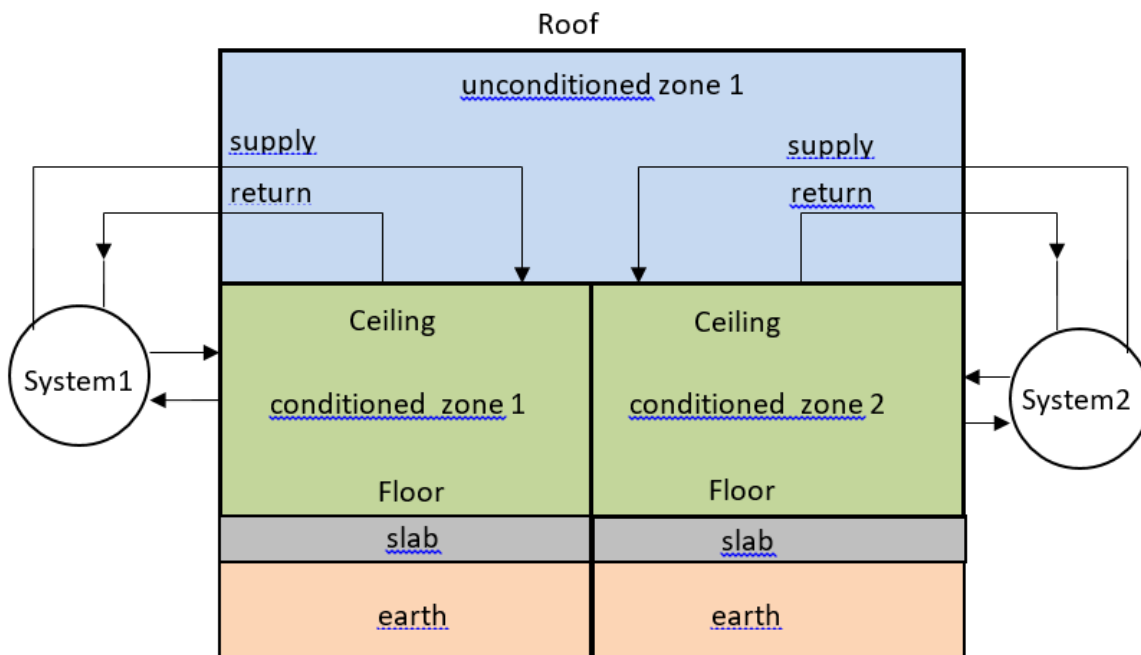 Roof
unconditioned zone 1
supply
supply
return
return
Ceiling
Ceiling
System1
conditioned zone 1
conditioned zone 2
System2
Floor
Floor
slab
slab
earth
earth